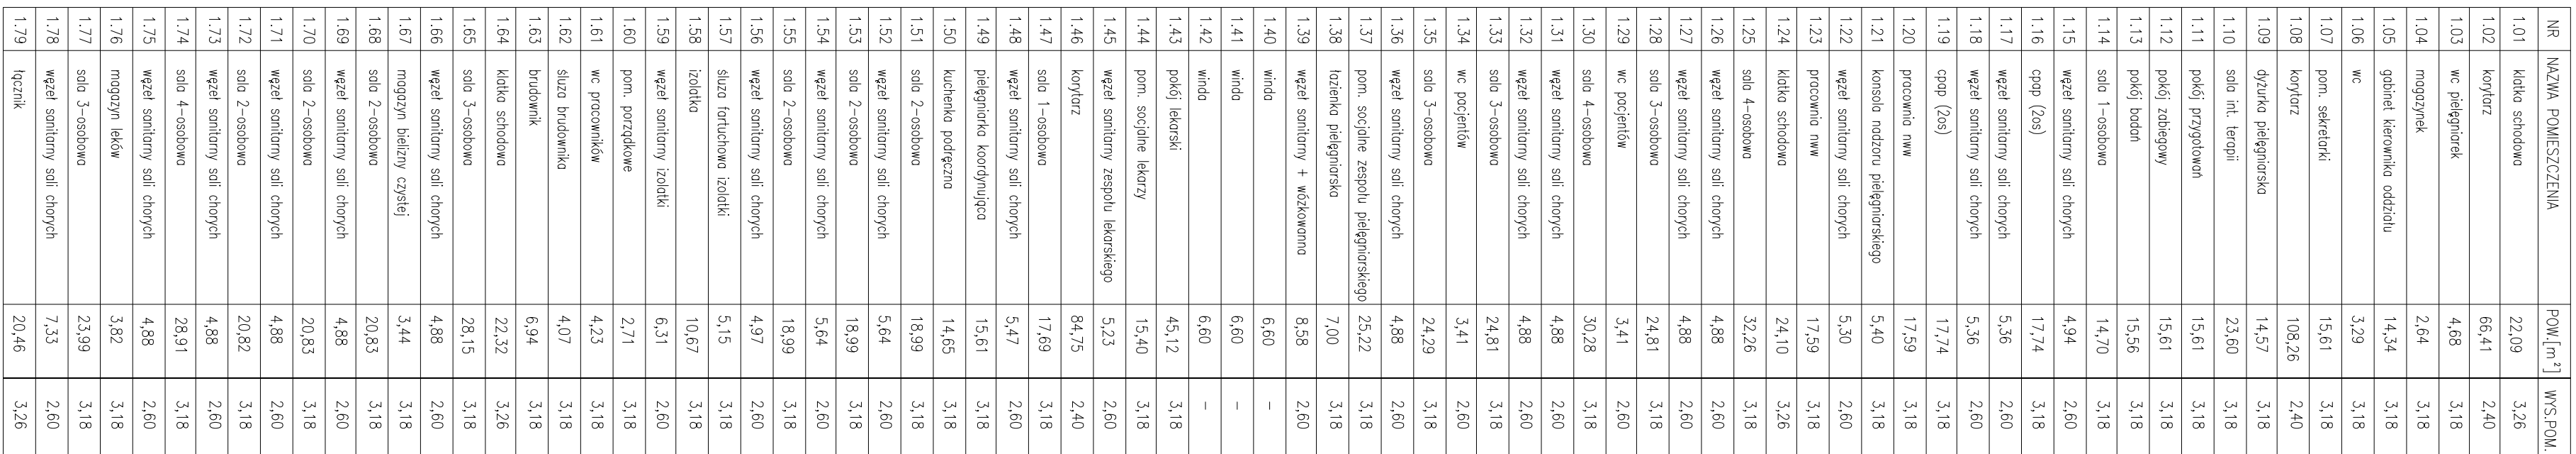 NR NAZWA POMIESZCZENIA POW.[m²] WYS.POM.
1.01 klatka schodowa 22,09 3,26
1.02 korytarz 66,41 2,40
1.03 wc pielęgniarek 4,68 3,18
1.04 magazynek 2,64 3,18
1.05 gabinet kierownika oddziału 14,34 3,18
1.06 wc 3,29 3,18
1.07 pom. sekretarki 15,61 3,18
1.08 korytarz 108,26 2,40
1.09 dyżurka pielęgniarska 14,57 3,18
1.10 sala int. terapii 23,60 3,18
1.11 pokój przygotowań 15,61 3,18
1.12 pokój zabiegowy 15,61 3,18
1.13 pokój badań 15,56 3,18
1.14 sala 1-osobowa 14,70 3,18
1.15 węzeł sanitarny sali chorych 4,94 2,60
1.16 cpap (2os) 17,74 3,18
1.17 węzeł sanitarny sali chorych 5,36 2,60
1.18 węzeł sanitarny sali chorych 5,36 2,60
1.19 cpap (2os) 17,74 3,18
1.20 pracownia nww 17,59 3,18
1.21 konsola nadzoru pielęgniarskiego 5,40 3,18
1.22 węzeł sanitarny sali chorych 5,30 2,60
1.23 pracownia nww 17,59 3,18
1.24 klatka schodowa 24,10 3,26
1.25 sala 4-osobowa 32,26 3,18
1.26 węzeł sanitarny sali chorych 4,88 2,60
1.27 węzeł sanitarny sali chorych 4,88 2,60
1.28 sala 3-osobowa 24,81 3,18
1.29 wc pacjentów 3,41 2,60
1.30 sala 4-osobowa 30,28 3,18
1.31 węzeł sanitarny sali chorych 4,88 2,60
1.32 węzeł sanitarny sali chorych 4,88 2,60
1.33 sala 3-osobowa 24,81 3,18
1.34 wc pacjentów 3,41 2,60
1.35 sala 3-osobowa 24,29 3,18
1.36 węzeł sanitarny sali chorych 4,88 2,60
1.37 pom. socjalne zespołu pielęgniarskiego 25,22 3,18
1.38 łazienka pielęgniarska 7,00 3,18
1.39 węzeł sanitarny + wózkowanna 8,58 2,60
1.40 winda 6,60 -
1.41 winda 6,60 -
1.42 winda 6,60 -
1.43 pokój lekarski 45,12 3,18
1.44 pom. socjalne lekarzy 15,40 3,18
1.45 węzeł sanitarny zespołu lekarskiego 5,23 2,60
1.46 korytarz 84,75 2,40
1.47 sala 1-osobowa 17,69 3,18
1.48 węzeł sanitarny sali chorych 5,47 2,60
1.49 pielęgniarka koordynująca 15,61 3,18
1.50 kuchenka podręczna 14,65 3,18
1.51 sala 2-osobowa 18,99 3,18
1.52 węzeł sanitarny sali chorych 5,64 2,60
1.53 sala 2-osobowa 18,99 3,18
1.54 węzeł sanitarny sali chorych 5,64 2,60
1.55 sala 2-osobowa 18,99 3,18
1.56 węzeł sanitarny sali chorych 4,97 2,60
1.57 śluza fartuchowa izolatki 5,15 3,18
1.58 izolatka 10,67 3,18
1.59 węzeł sanitarny izolatki 6,31 2,60
1.60 pom. porządkowe 2,71 3,18
1.61 wc pracowników 4,23 3,18
1.62 śluza brudownika 4,07 3,18
1.63 brudownik 6,94 3,18
1.64 klatka schodowa 22,32 3,26
1.65 sala 3-osobowa 28,15 3,18
1.66 węzeł sanitarny sali chorych 4,88 2,60
1.67 magazyn bielizny czystej 3,44 3,18
1.68 sala 2-osobowa 20,83 3,18
1.69 węzeł sanitarny sali chorych 4,88 2,60
1.70 sala 2-osobowa 20,83 3,18
1.71 węzeł sanitarny sali chorych 4,88 2,60
1.72 sala 2-osobowa 20,82 3,18
1.73 węzeł sanitarny sali chorych 4,88 2,60
1.74 sala 4-osobowa 28,91 3,18
1.75 węzeł sanitarny sali chorych 4,88 2,60
1.76 magazyn leków 3,82 3,18
1.77 sala 3-osobowa 23,99 3,18
1.78 węzeł sanitarny sali chorych 7,33 2,60
1.79 łącznik 20,46 3,26